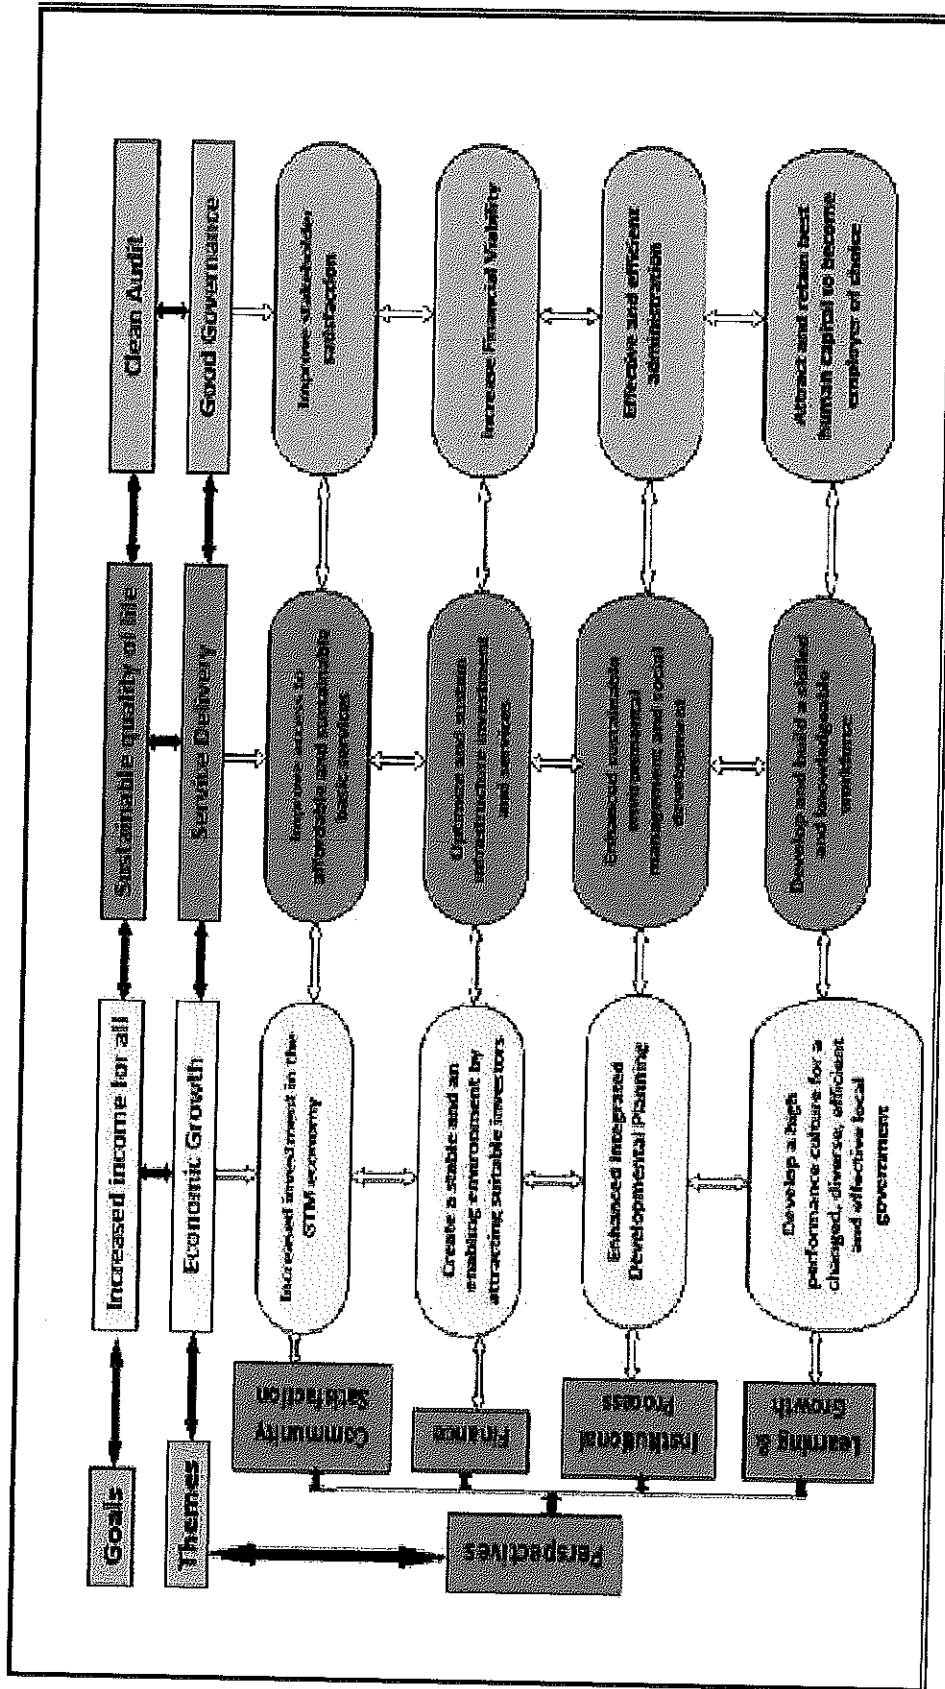 Goals
Increased income for all
Sustainable quality of life
Clean Audit
Themes
Economic Growth
Service Delivery
Good Governance
Perspectives
Community
Satisfaction
Increased investment in the
GTM economy
Improve access to
affordable and sustainable
basic services
Improve stakeholder
satisfaction
Finance
Create a stable and an
enabling environment by
attracting suitable investors
Optimize and sustain
infrastructure investment
and services
Increase Financial Viability
Institutional
Process
Enhanced Integrated
Developmental Planning
Enhanced sustainable
environmental
management and social
development
Effective and efficient
administration
Learning &
Growth
Develop a high
performance culture for a
changed, diverse, efficient
and effective local
government
Develop and build a skilled
and knowledgeable
workforce
Attract and retain best
human capital to become
employer of choice